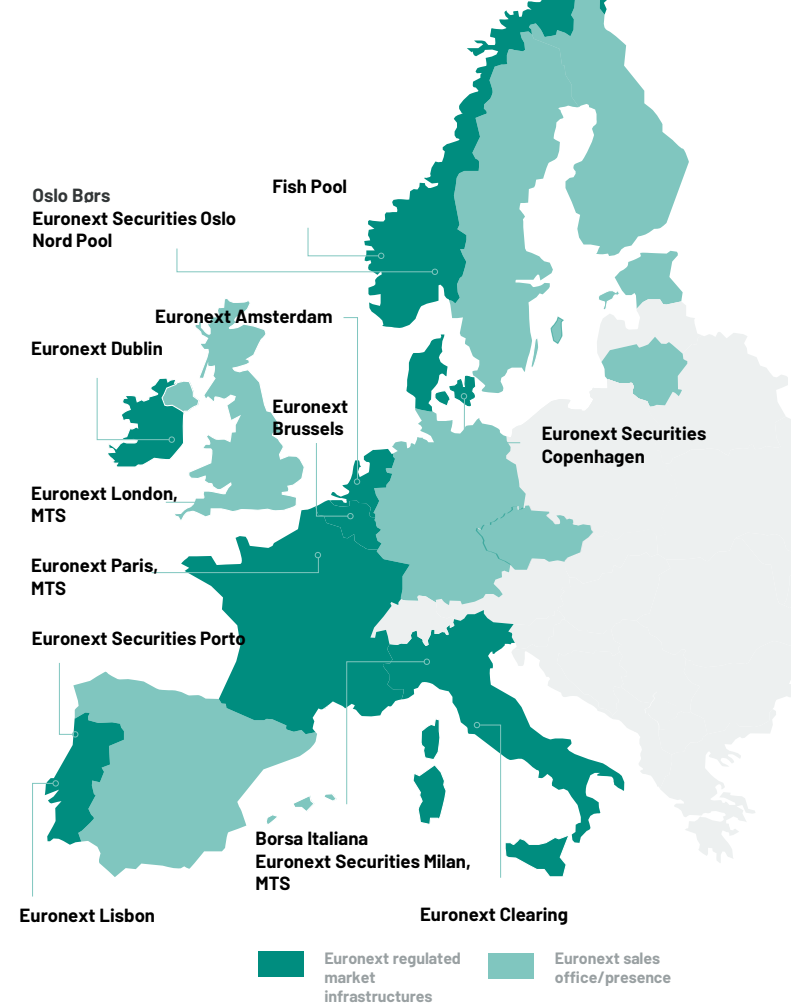 Fish Pool
Oslo Børs
Euronext Securities Oslo
Nord Pool
Euronext Amsterdam
Euronext Dublin
Euronext
Brussels
Euronext Securities
Copenhagen
Euronext London,
MTS
Euronext Paris,
MTS
Euronext Securities Porto
Borsa Italiana
Euronext Securities Milan,
MTS
Euronext Lisbon
Euronext Clearing
Euronext regulated
market
infrastructures
Euronext sales
office/presence